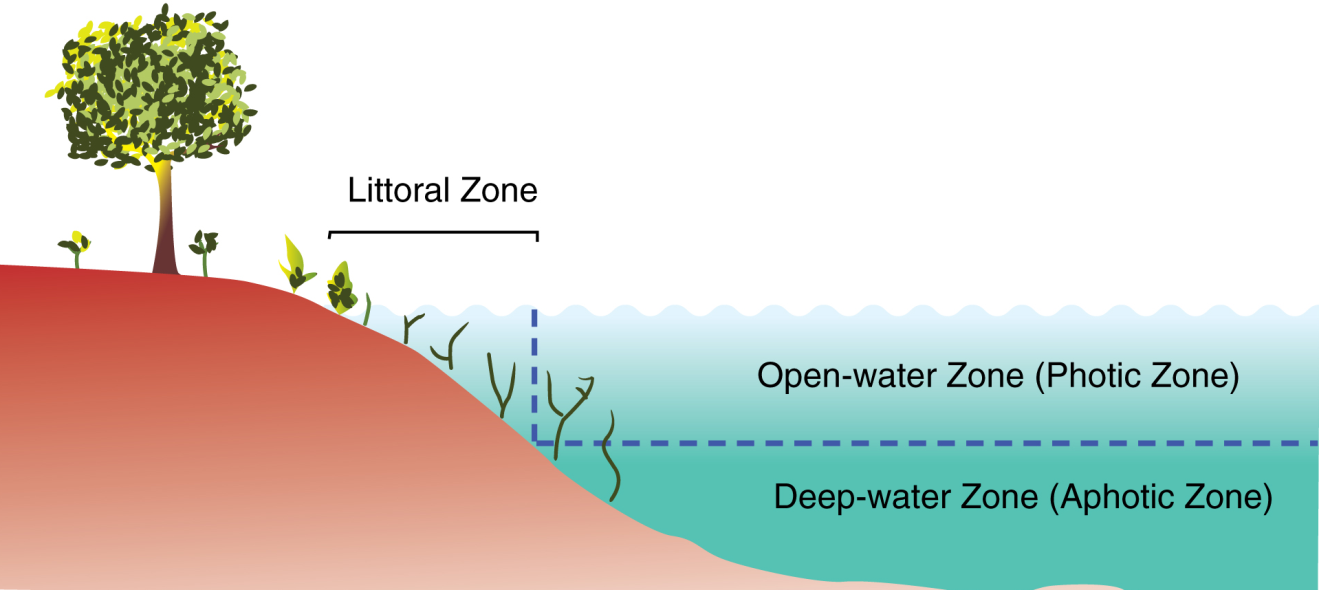 Littoral Zone
Open-water Zone (Photic Zone)
Deep-water Zone (Aphotic Zone)